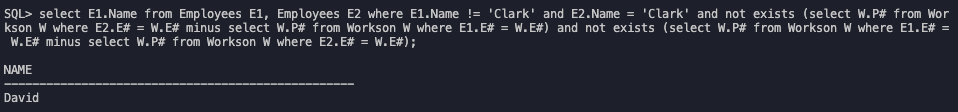 SQL> select E1.Name from Employees E1, Employees E2 where E1.Name != 'Clark' and E2.Name = 'Clark' and not exists (select W.P# from Wor
kson W where E2.E# = W.E# minus select W.P# from Workson W where E1.E# = W.E#) and not exists (select W.P# from Workson W where E1.E# =
 W.E# minus select W.P# from Workson W where E2.E# = W.E#);
NAME
--------------------------------------------------
David